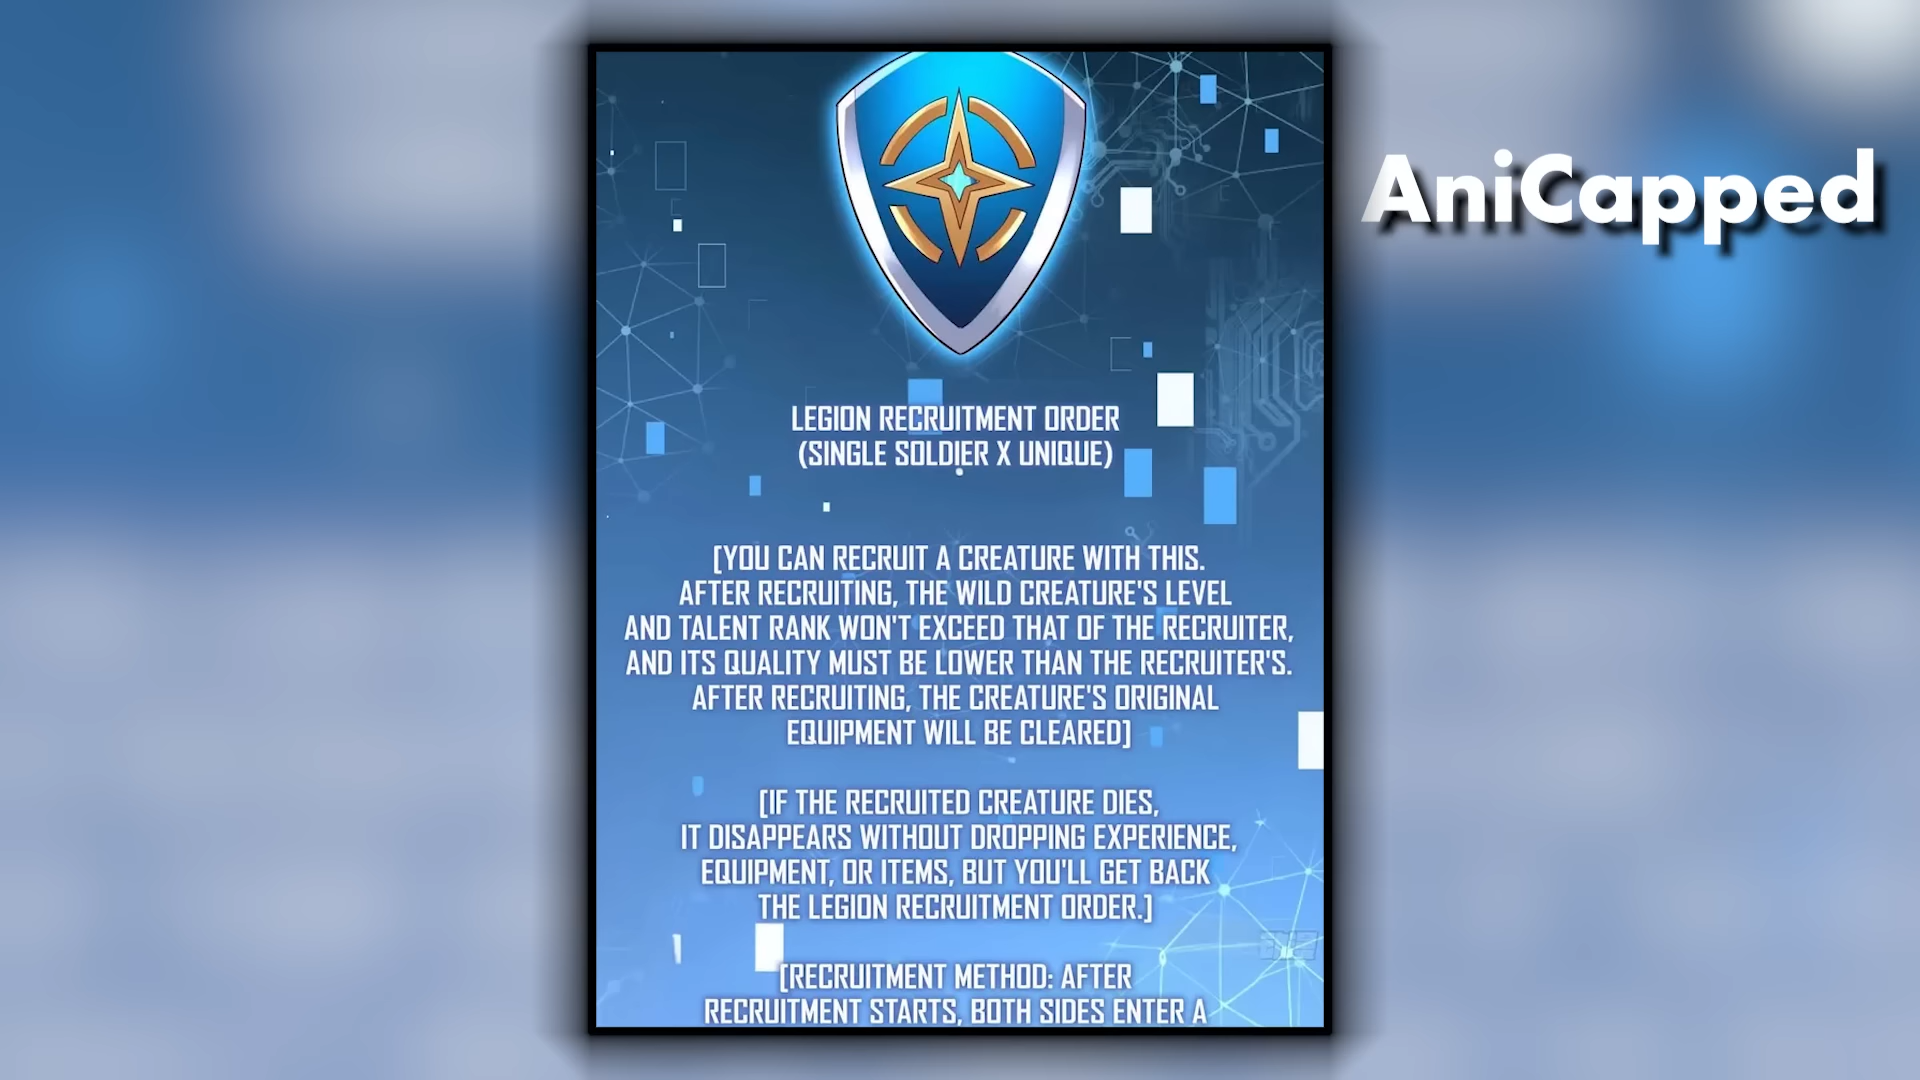 AniCapped
LEGION RECRUITMENT ORDER
(SINGLE SOLDIER X UNIQUE)
[YOU CAN RECRUIT A CREATURE WITH THIS.
AFTER RECRUITING, THE WILD CREATURE'S LEVEL
AND TALENT RANK WON'T EXCEED THAT OF THE RECRUITER,
AND ITS QUALITY MUST BE LOWER THAN THE RECRUITER'S.
AFTER RECRUITING, THE CREATURE'S ORIGINAL
EQUIPMENT WILL BE CLEARED]
[IF THE RECRUITED CREATURE DIES,
IT DISAPPEARS WITHOUT DROPPING EXPERIENCE,
EQUIPMENT, OR ITEMS, BUT YOU'LL GET BACK
THE LEGION RECRUITMENT ORDER.]
[RECRUITMENT METHOD: AFTER
RECRUITMENT STARTS, BOTH SIDES ENTER A